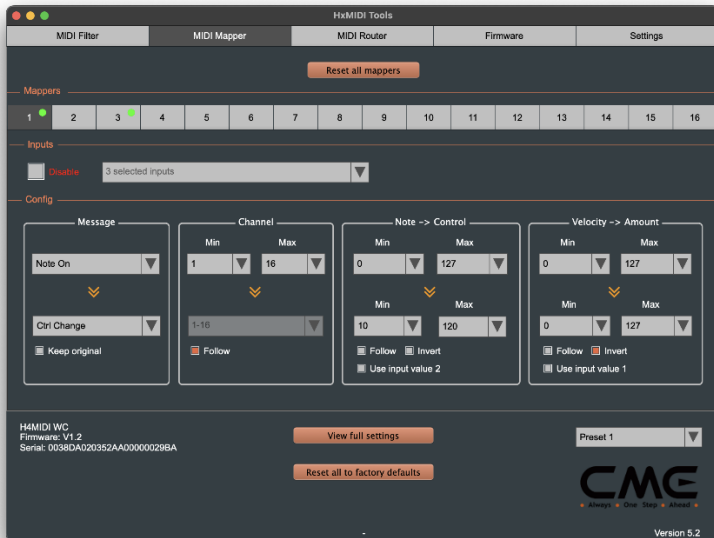 HxMIDI Tools
MIDI Filter MIDI Mapper MIDI Router Firmware Settings
Reset all mappers
Mappers
1 2 3 4 5 6 7 8 9 10 11 12 13 14 15 16
Inputs
Disable 3 selected inputs
Config
Message Channel Note -> Control Velocity -> Amount
Min Max Min Max Min Max
Note On 1 16 0 127 0 127
Min Max Min Max
Ctrl Change 1-16 10 120 0 127
Keep original Follow Follow Invert Follow Invert
Use input value 2 Use input value 1
H4MIDI WC
Firmware: V1.2
Serial: 0038DA020352AA00000029BA
View full settings Preset 1
Reset all to factory defaults
CME
Always One Step Ahead
-
Version 5.2